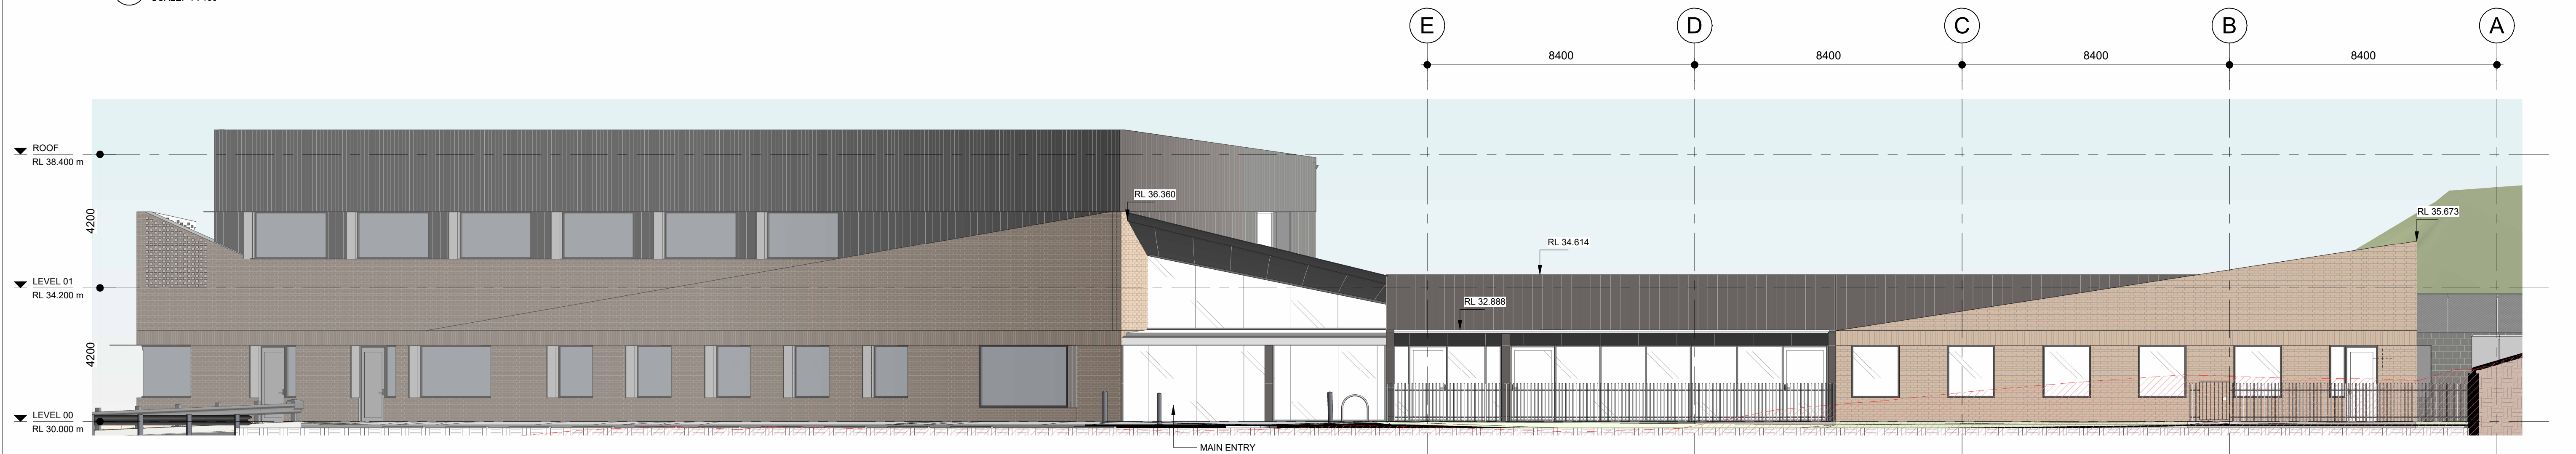 E
D
C
B
A
8400
8400
8400
8400
ROOF
RL 38.400 m
RL 36.360
RL 35.673
4200
RL 34.614
LEVEL 01
RL 34.200 m
RL 32.888
4200
LEVEL 00
RL 30.000 m
MAIN ENTRY